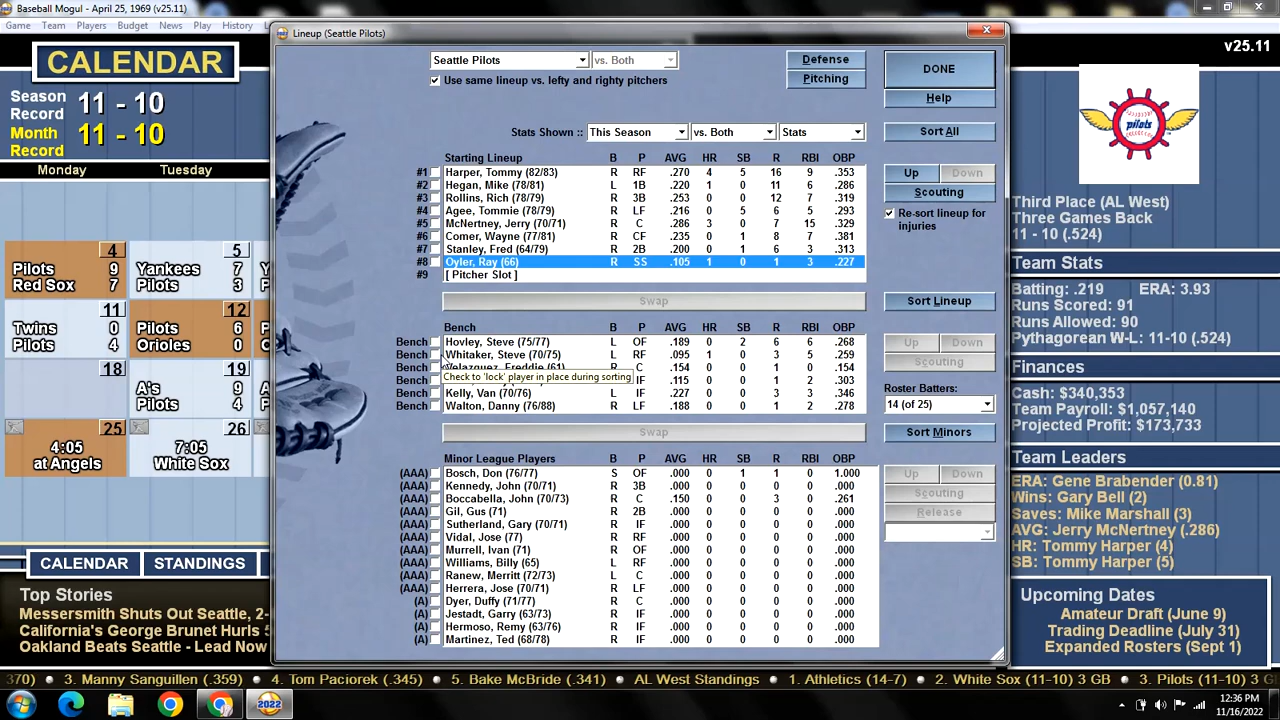 Baseball Mogul - April 25, 1969 (v25.11)
Game Team Players Budget News Play History
CALENDAR
Season Record 11 - 10
Month Record 11 - 10
Monday Tuesday
4 5
Pilots 9 Yankees 7
Red Sox 7 Pilots 3
11 12
Twins 0 Pilots 6
Pilots 4 Orioles 0
18 19
A's 9
Pilots 4
25 26
4:05 7:05
at Angels White Sox
CALENDAR STANDINGS
Top Stories
Messersmith Shuts Out Seattle, 2-
California's George Brunet Hurls 5
Oakland Beats Seattle - Lead Now
Lineup (Seattle Pilots)
Seattle Pilots vs. Both
Use same lineup vs. lefty and righty pitchers
Defense
Pitching
DONE
Help
Stats Shown :: This Season vs. Both Stats
Sort All
Starting Lineup B P AVG HR SB R RBI OBP
#1 Harper, Tommy (82/83) R RF .270 4 5 16 9 .353
#2 Hegan, Mike (78/81) L 1B .220 1 0 11 6 .286
#3 Rollins, Rich (78/79) R 3B .253 0 0 12 7 .319
#4 Agee, Tommie (78/79) R LF .216 0 5 6 5 .293
#5 McNertney, Jerry (70/71) R C .286 3 0 7 15 .329
#6 Comer, Wayne (77/81) R CF .235 0 1 8 7 .381
#7 Stanley, Fred (64/79) R 2B .200 0 1 6 3 .313
#8 Oyler, Ray (66) R SS .105 1 0 1 3 .227
#9 [ Pitcher Slot ]
Up Down
Scouting
Re-sort lineup for injuries
Swap
Sort Lineup
Bench B P AVG HR SB R RBI OBP
Bench Hovley, Steve (75/77) L OF .189 0 2 6 6 .268
Bench Whitaker, Steve (70/75) L RF .095 1 0 3 5 .259
Bench Velazquez, Freddie (61) R C .154 0 0 1 0 .154
Check to 'lock' player in place during sorting
Bench IF .115 0 0 1 2 .303
Bench Kelly, Van (70/76) L IF .227 0 0 3 3 .346
Bench Walton, Danny (76/88) R LF .188 0 0 1 2 .278
Up Down
Scouting
Roster Batters:
14 (of 25)
Swap
Sort Minors
Minor League Players B P AVG HR SB R RBI OBP
(AAA) Bosch, Don (76/77) S OF .000 0 1 1 0 1.000
(AAA) Kennedy, John (70/71) R 3B .000 0 0 0 0 .000
(AAA) Boccabella, John (70/73) R C .150 0 0 3 0 .261
(AAA) Gil, Gus (71) R 2B .000 0 0 0 0 .000
(AAA) Sutherland, Gary (70/71) R IF .000 0 0 0 0 .000
(AAA) Vidal, Jose (77) R RF .000 0 0 0 0 .000
(AAA) Murrell, Ivan (71) R OF .000 0 0 0 0 .000
(AAA) Williams, Billy (65) L RF .000 0 0 0 0 .000
(AAA) Ranew, Merritt (72/73) L C .000 0 0 0 0 .000
(AAA) Herrera, Jose (70/71) R LF .000 0 0 0 0 .000
(A) Dyer, Duffy (71/77) R C .000 0 0 0 0 .000
(A) Jestadt, Garry (63/73) R IF .000 0 0 0 0 .000
(A) Hermoso, Remy (63/76) R IF .000 0 0 0 0 .000
(A) Martinez, Ted (68/78) R IF .000 0 0 0 0 .000
Up Down
Scouting
Release
v25.11
pilots
Third Place (AL West)
Three Games Back
11 - 10 (.524)
Team Stats
Batting: .219 ERA: 3.93
Runs Scored: 91
Runs Allowed: 90
Pythagorean W-L: 11-10 (.524)
Finances
Cash: $340,353
Team Payroll: $1,057,140
Projected Profit: $173,733
Team Leaders
ERA: Gene Brabender (0.81)
Wins: Gary Bell (2)
Saves: Mike Marshall (3)
AVG: Jerry McNertney (.286)
HR: Tommy Harper (4)
SB: Tommy Harper (5)
Upcoming Dates
Amateur Draft (June 9)
Trading Deadline (July 31)
Expanded Rosters (Sept 1)
370) • 3. Manny Sanguillen (.359) • 4. Tom Paciorek (.345) • 5. Bake McBride (.341) • AL West Standings • 1. Athletics (14-7) • 2. White Sox (11-10) 3 GB • 3. Pilots (11-10) 3
2022
12:36 PM
11/16/2022